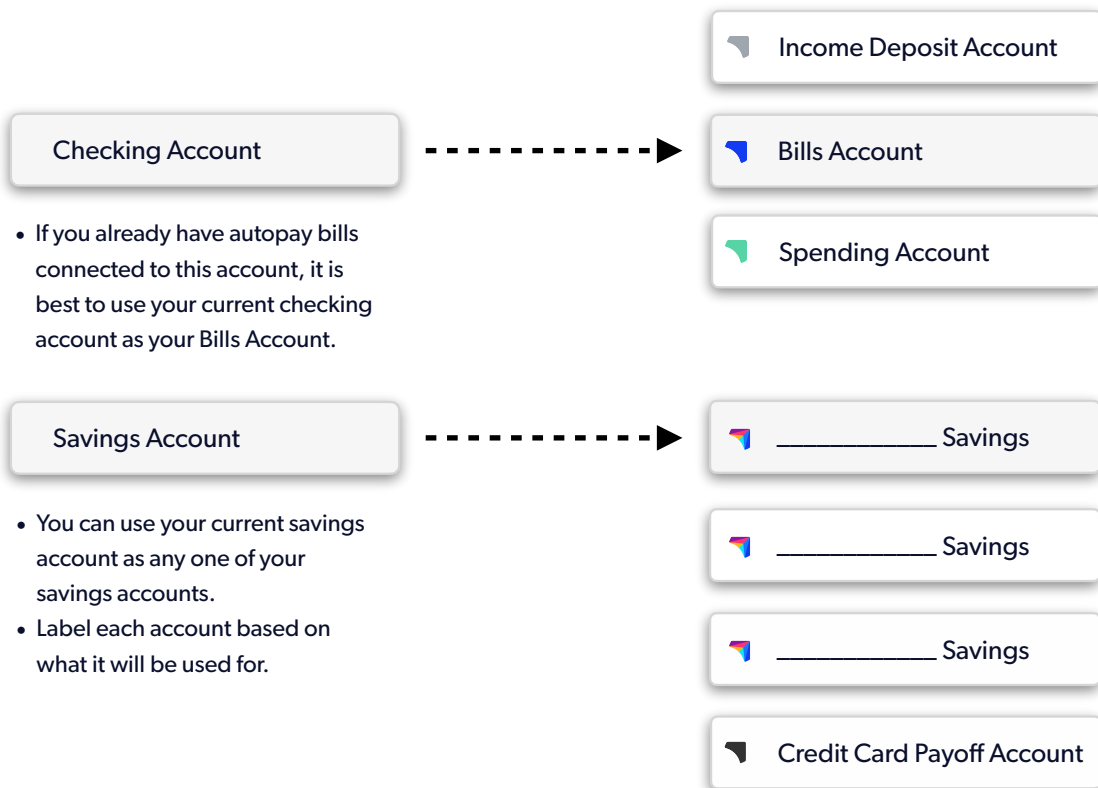 Income Deposit Account
Checking Account
Bills Account
• If you already have autopay bills
connected to this account, it is
best to use your current checking
account as your Bills Account.
Spending Account
Savings Account
____________ Savings
• You can use your current savings
account as any one of your
savings accounts.
• Label each account based on
what it will be used for.
____________ Savings
____________ Savings
Credit Card Payoff Account